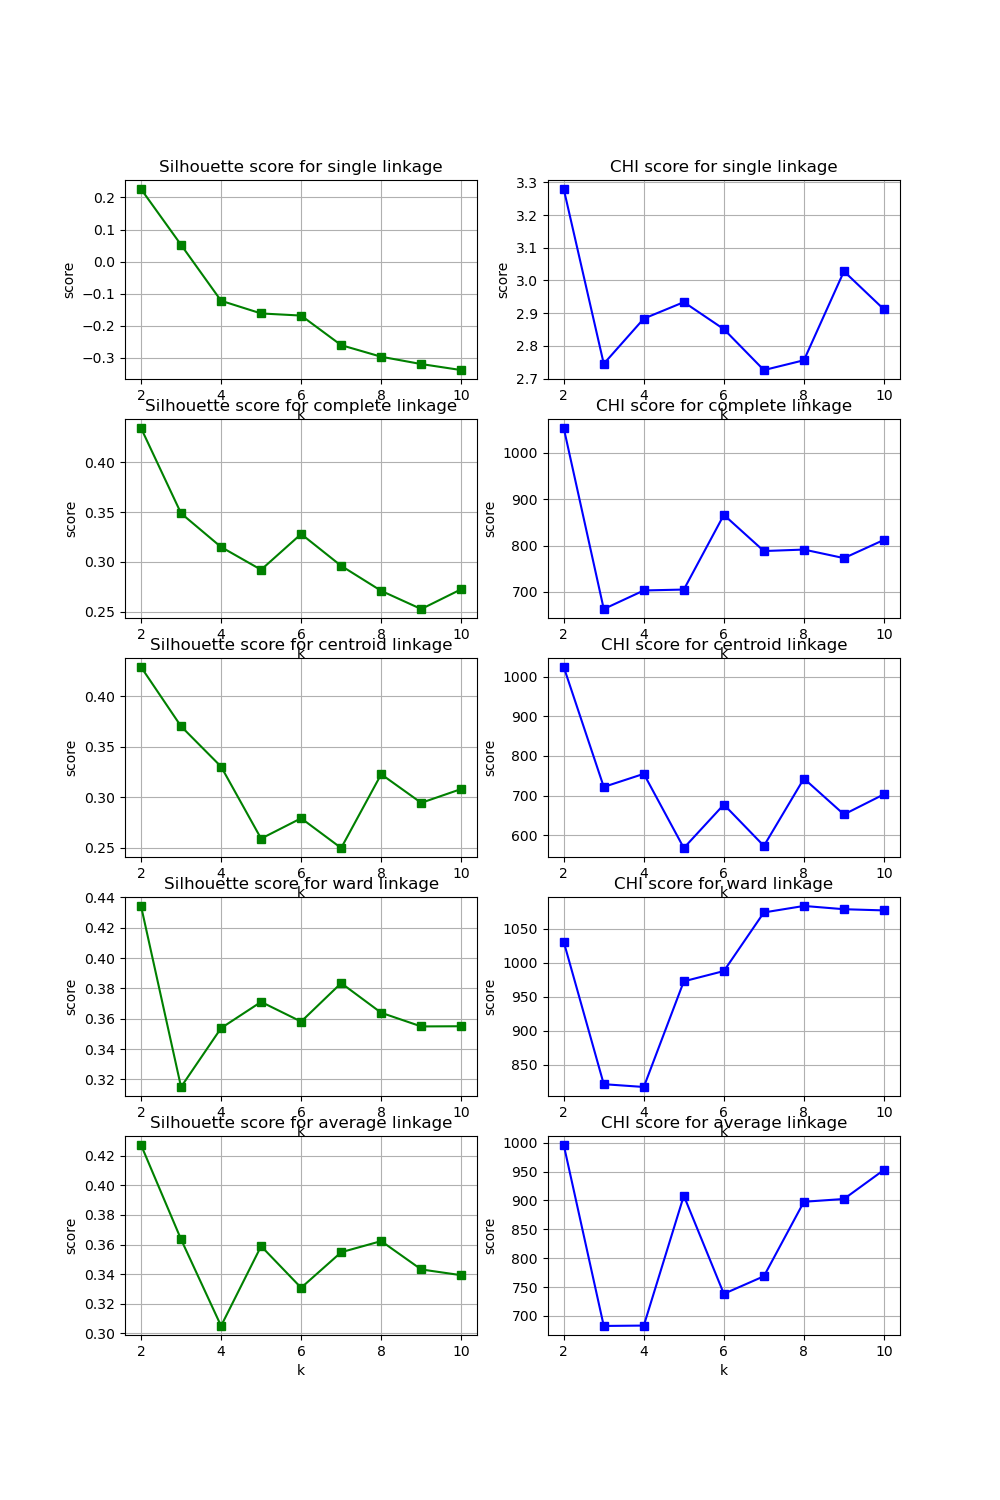 Silhouette score for single linkage
score
0.2
0.1
0.0
−0.1
−0.2
−0.3
2 4 6 8 10
k
CHI score for single linkage
score
3.3
3.2
3.1
3.0
2.9
2.8
2.7
2 4 6 8 10
k
Silhouette score for complete linkage
score
0.40
0.35
0.30
0.25
2 4 6 8 10
k
CHI score for complete linkage
score
1000
900
800
700
2 4 6 8 10
k
Silhouette score for centroid linkage
score
0.40
0.35
0.30
0.25
2 4 6 8 10
k
CHI score for centroid linkage
score
1000
900
800
700
600
2 4 6 8 10
k
Silhouette score for ward linkage
score
0.44
0.42
0.40
0.38
0.36
0.34
0.32
2 4 6 8 10
k
CHI score for ward linkage
score
1050
1000
950
900
850
2 4 6 8 10
k
Silhouette score for average linkage
score
0.42
0.40
0.38
0.36
0.34
0.32
0.30
2 4 6 8 10
k
CHI score for average linkage
score
1000
950
900
850
800
750
700
2 4 6 8 10
k